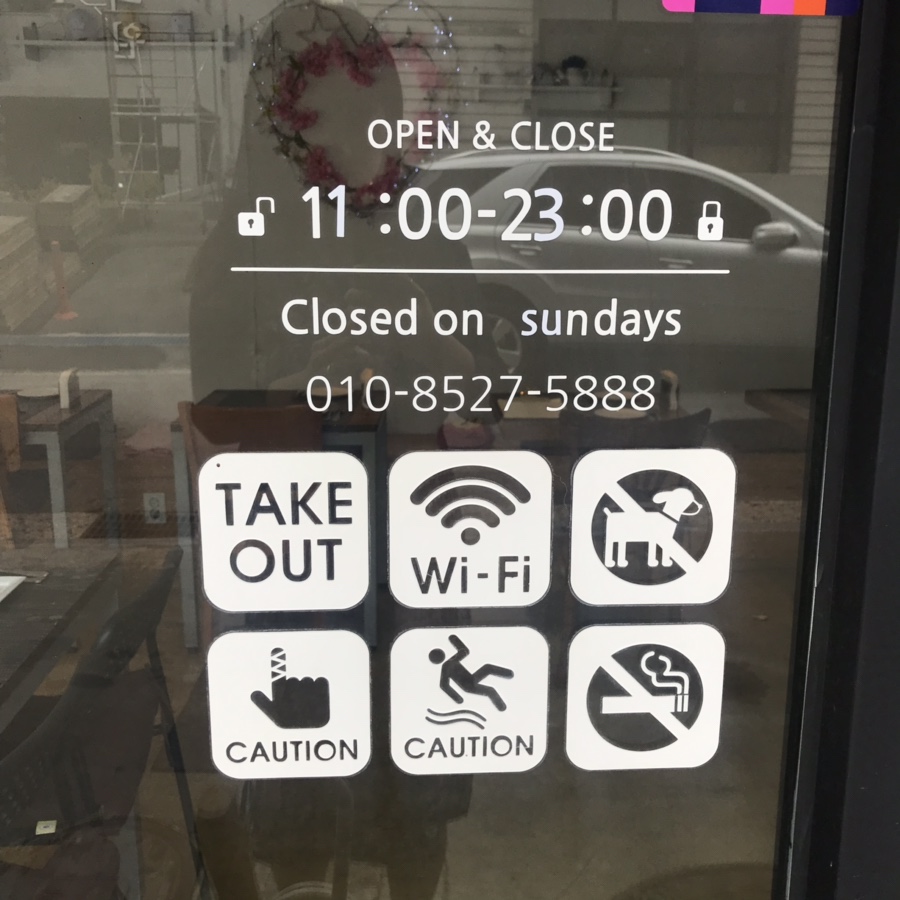 OPEN & CLOSE
11 :00-23 :00
Closed on sundays
010-8527-5888
TAKE
OUT
Wi-Fi
CAUTION
CAUTION